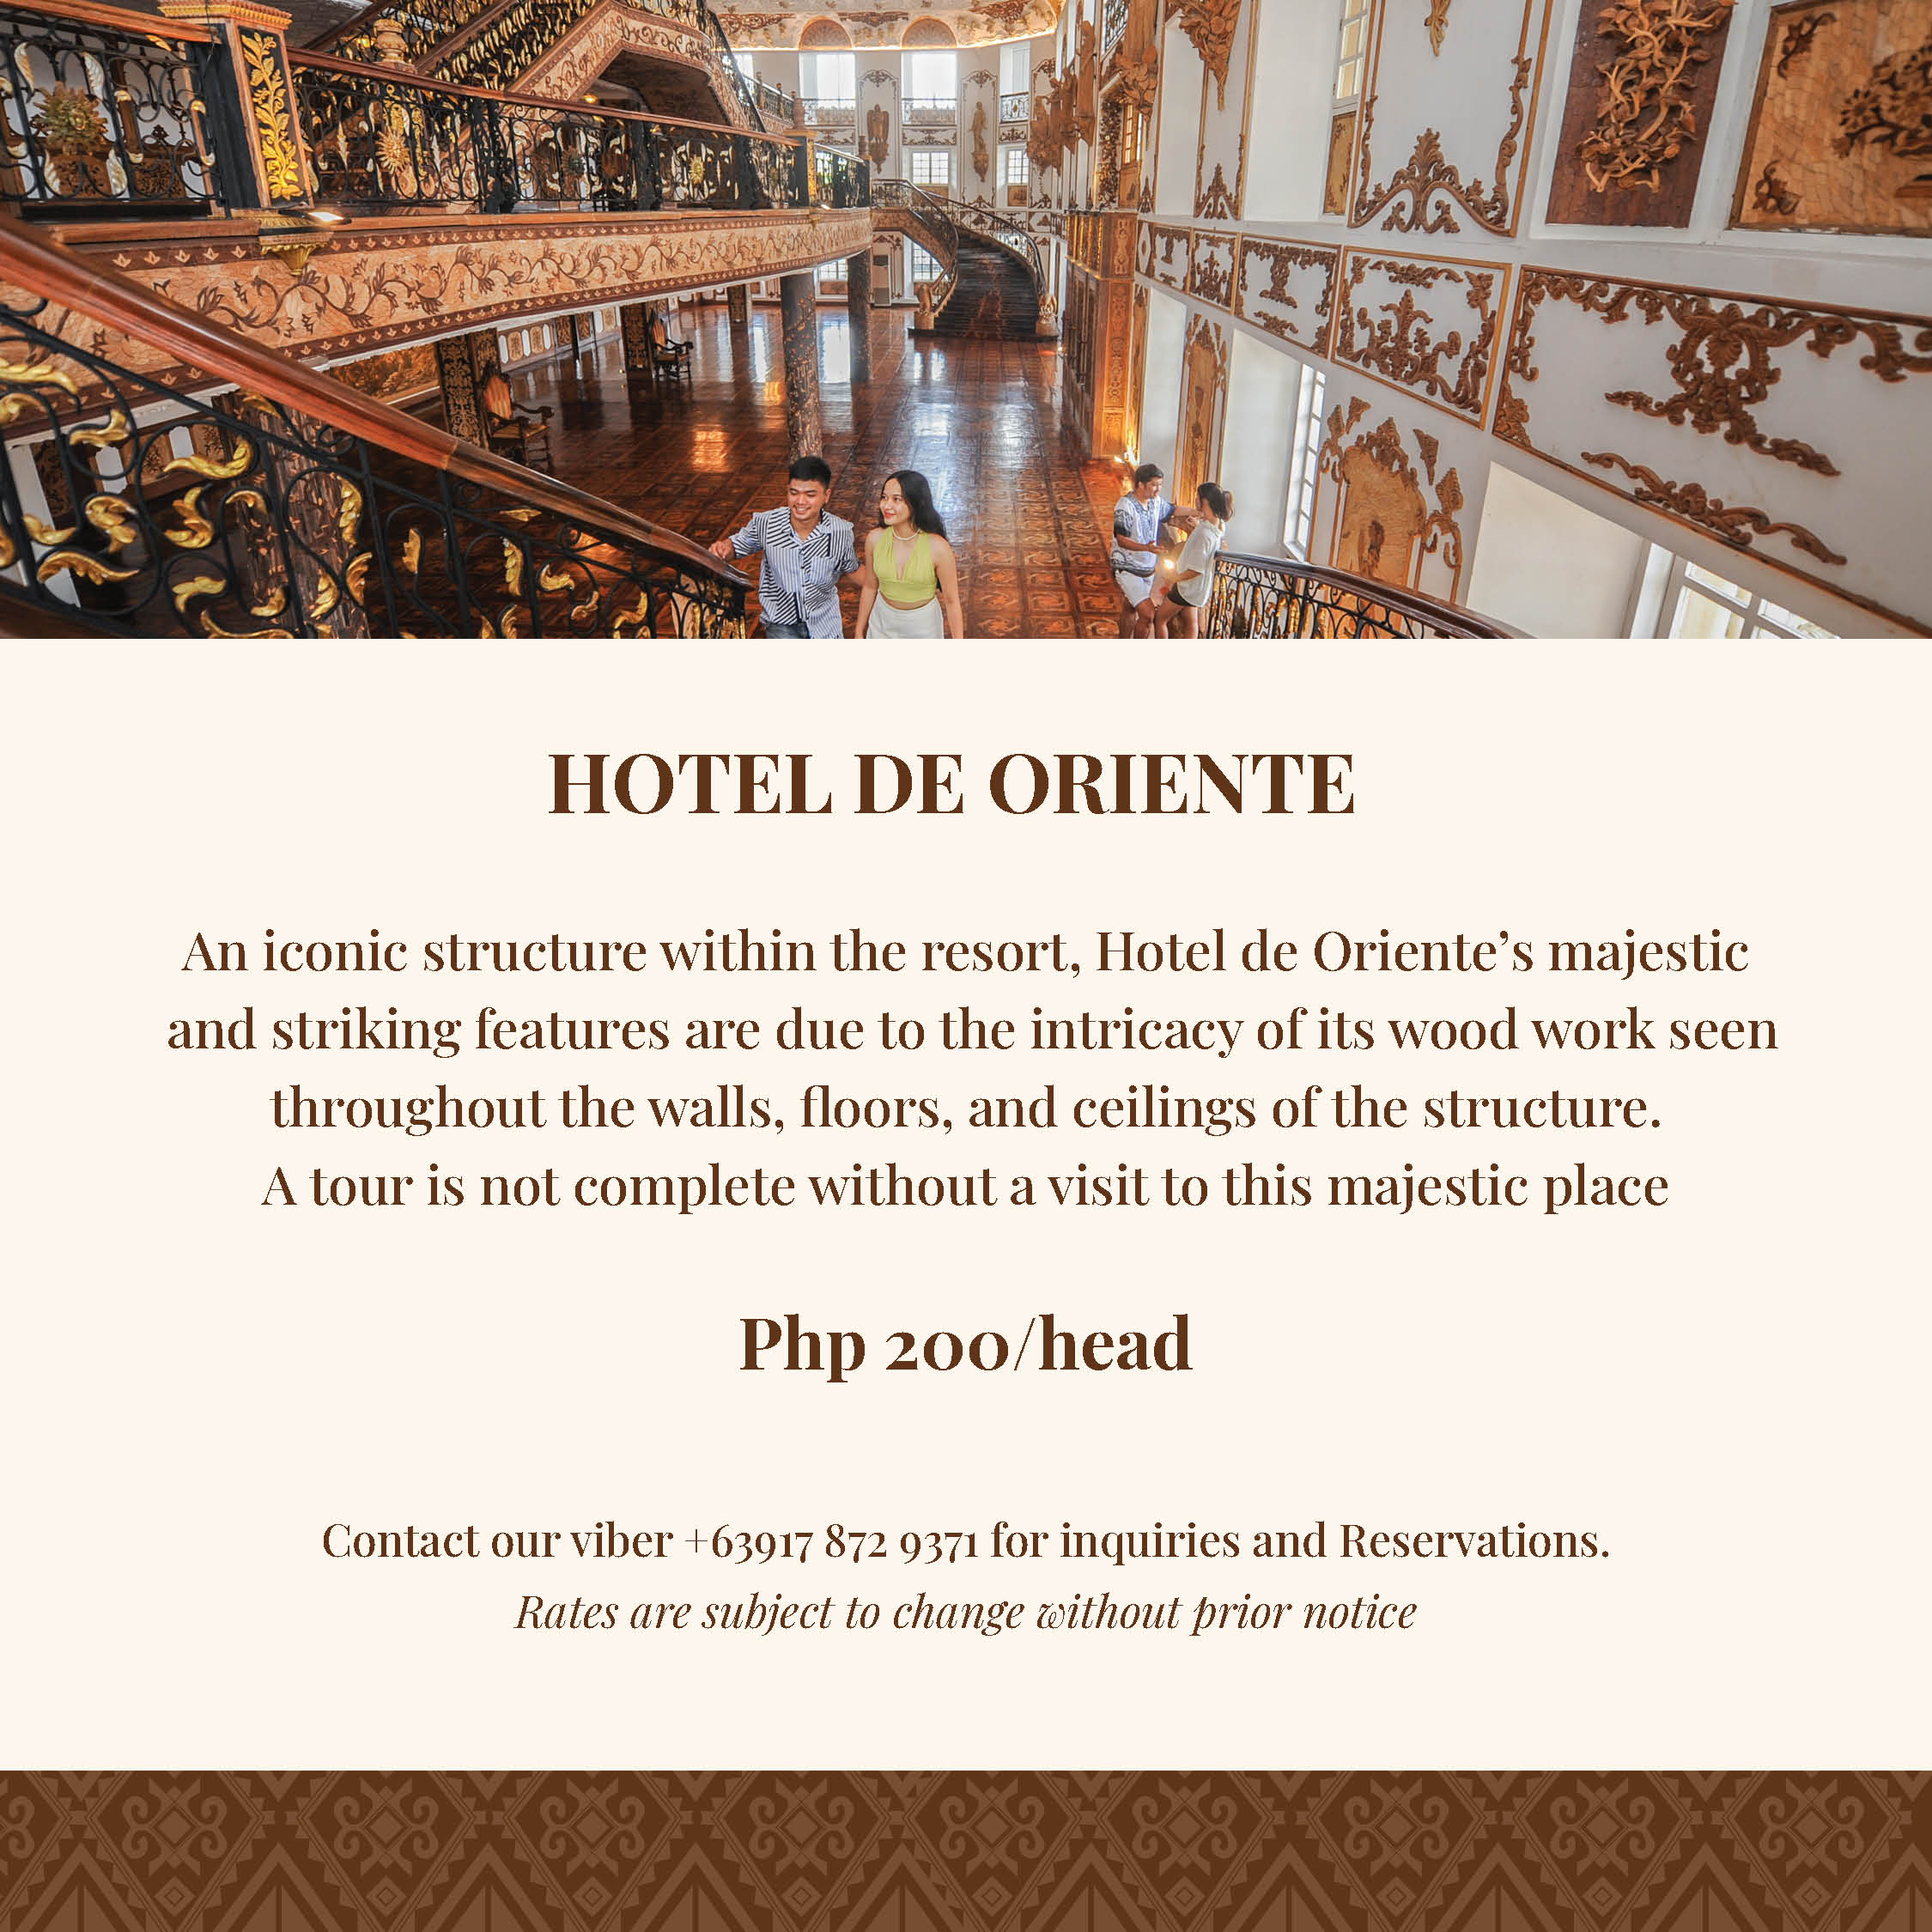 HOTEL DE ORIENTE
An iconic structure within the resort, Hotel de Oriente’s majestic
and striking features are due to the intricacy of its wood work seen
throughout the walls, floors, and ceilings of the structure.
A tour is not complete without a visit to this majestic place
Php 200/head
Contact our viber +63917 872 9371 for inquiries and Reservations.
Rates are subject to change without prior notice